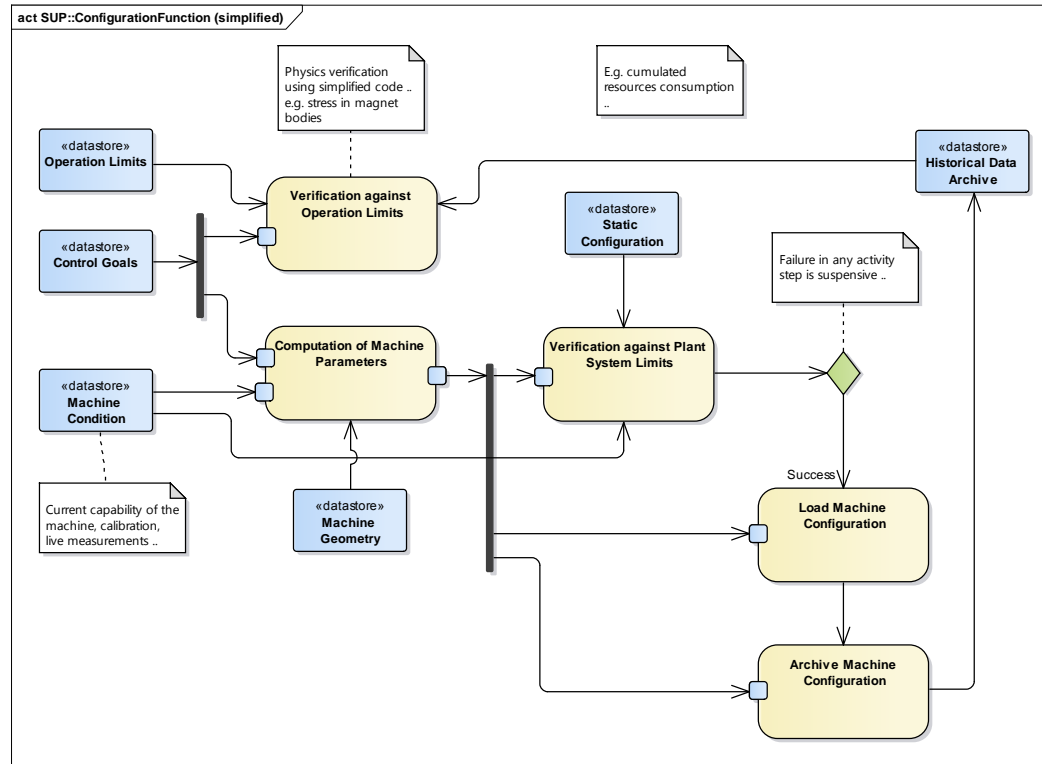 act SUP::ConfigurationFunction (simplified)
Physics verification
using simplified code ..
e.g. stress in magnet
bodies
E.g. cumulated
resources consumption
..
«datastore»
Operation Limits
«datastore»
Historical Data
Archive
Verification against
Operation Limits
«datastore»
Static
Configuration
«datastore»
Control Goals
Failure in any activity
step is suspensive ..
Computation of Machine
Parameters
Verification against Plant
System Limits
«datastore»
Machine
Condition
Success
Current capability of the
machine, calibration,
live measurements ..
«datastore»
Machine
Geometry
Load Machine
Configuration
Archive Machine
Configuration